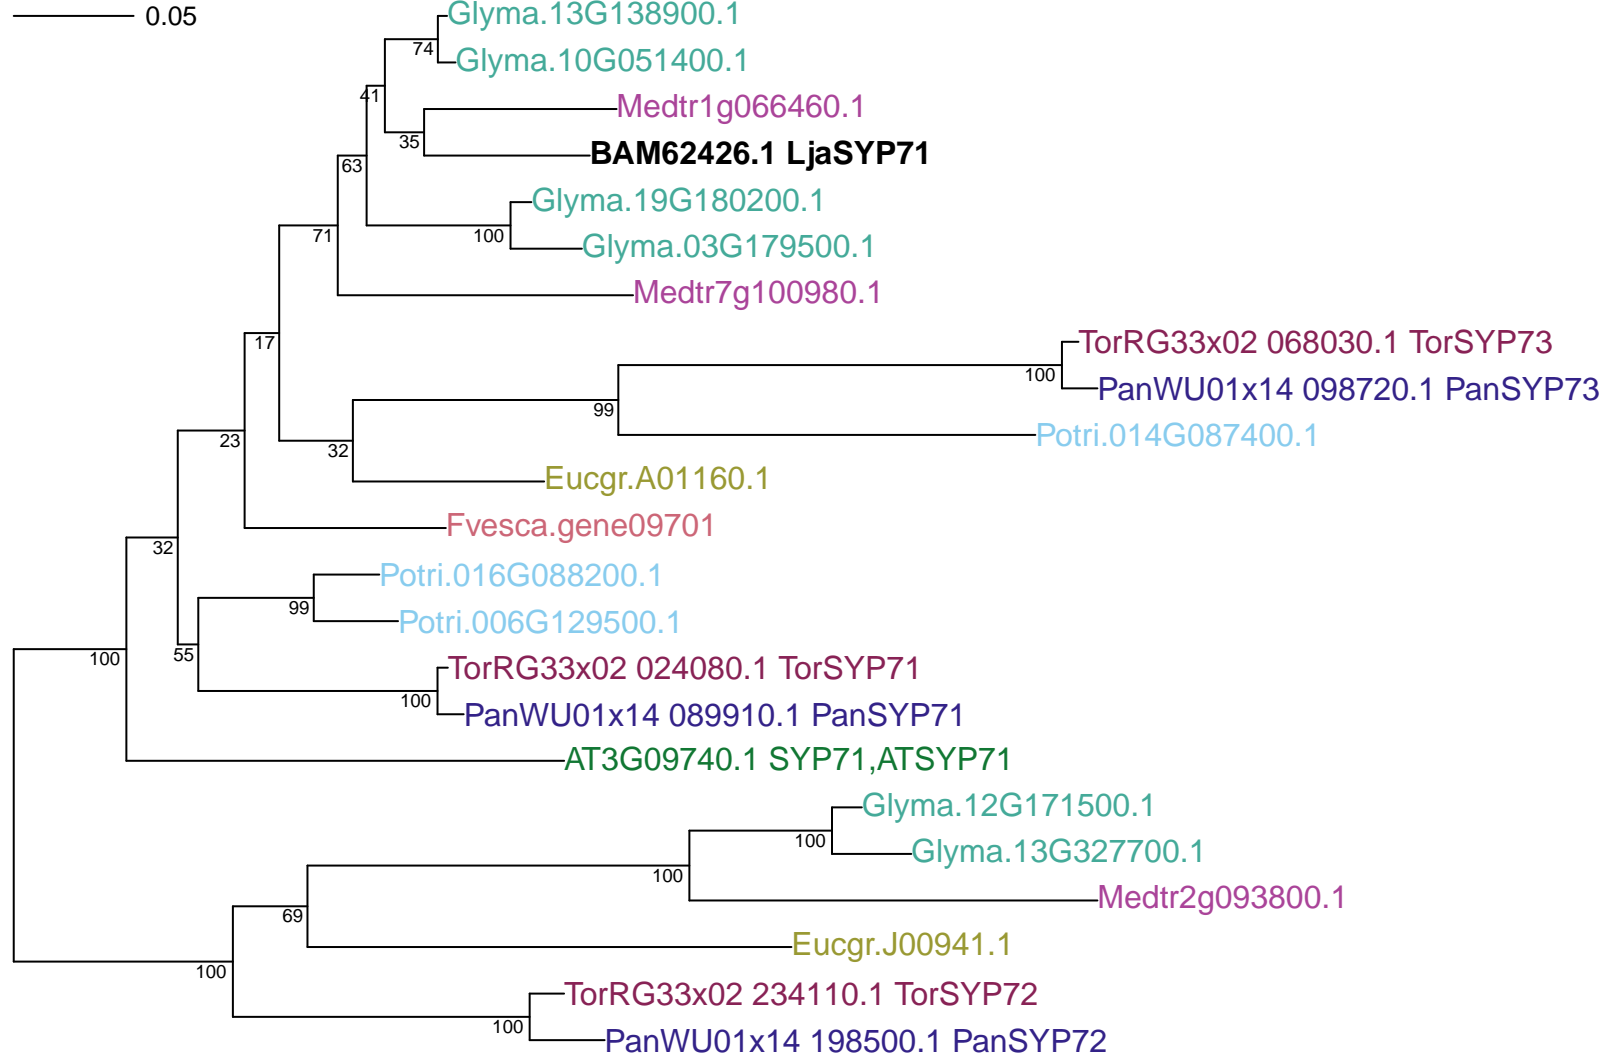 0.05
Glyma.13G138900.1
74
Glyma.10G051400.1
41
Medtr1g066460.1
35
BAM62426.1 LjaSYP71
63
Glyma.19G180200.1
71
100
Glyma.03G179500.1
Medtr7g100980.1
17
TorRG33x02 068030.1 TorSYP73
100
PanWU01x14 098720.1 PanSYP73
99
23
Potri.014G087400.1
32
Eucgr.A01160.1
Fvesca.gene09701
32
Potri.016G088200.1
99
Potri.006G129500.1
100
55
TorRG33x02 024080.1 TorSYP71
100
PanWU01x14 089910.1 PanSYP71
AT3G09740.1 SYP71,ATSYP71
Glyma.12G171500.1
100
Glyma.13G327700.1
100
Medtr2g093800.1
69
Eucgr.J00941.1
100
TorRG33x02 234110.1 TorSYP72
100
PanWU01x14 198500.1 PanSYP72